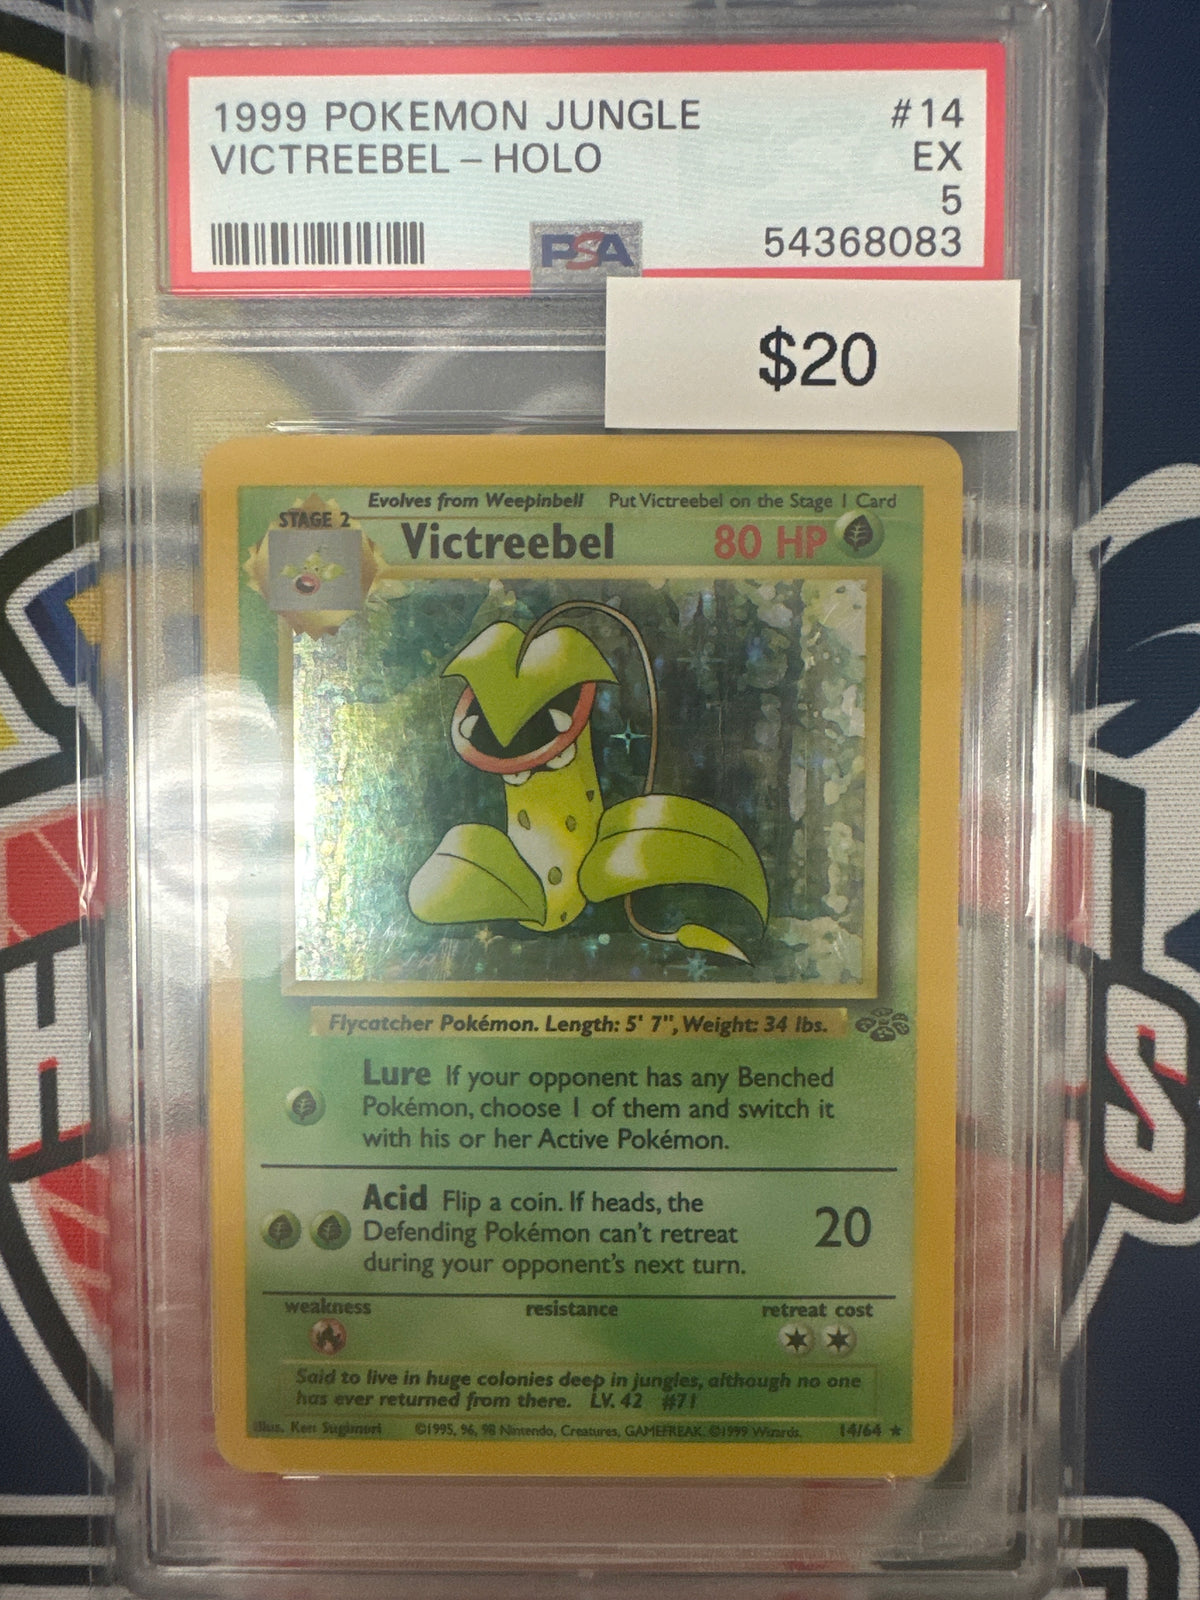 1999 POKEMON JUNGLE #14
VICTREEBEL – HOLO EX
5
PSA 54368083
$20
Evolves from Weepinbell Put Victreebel on the Stage 1 Card
STAGE 2
Victreebel 80 HP
Flycatcher Pokémon. Length: 5' 7", Weight: 34 lbs.
Lure If your opponent has any Benched
Pokémon, choose 1 of them and switch it
with his or her Active Pokémon.
Acid Flip a coin. If heads, the
Defending Pokémon can't retreat 20
during your opponent's next turn.
weakness resistance retreat cost
Said to live in huge colonies deep in jungles, although no one
has ever returned from there. LV. 42 #71
Illus. Ken Sugimori ©1995, 96, 98 Nintendo, Creatures, GAMEFREAK. ©1999 Wizards. 14/64 ★